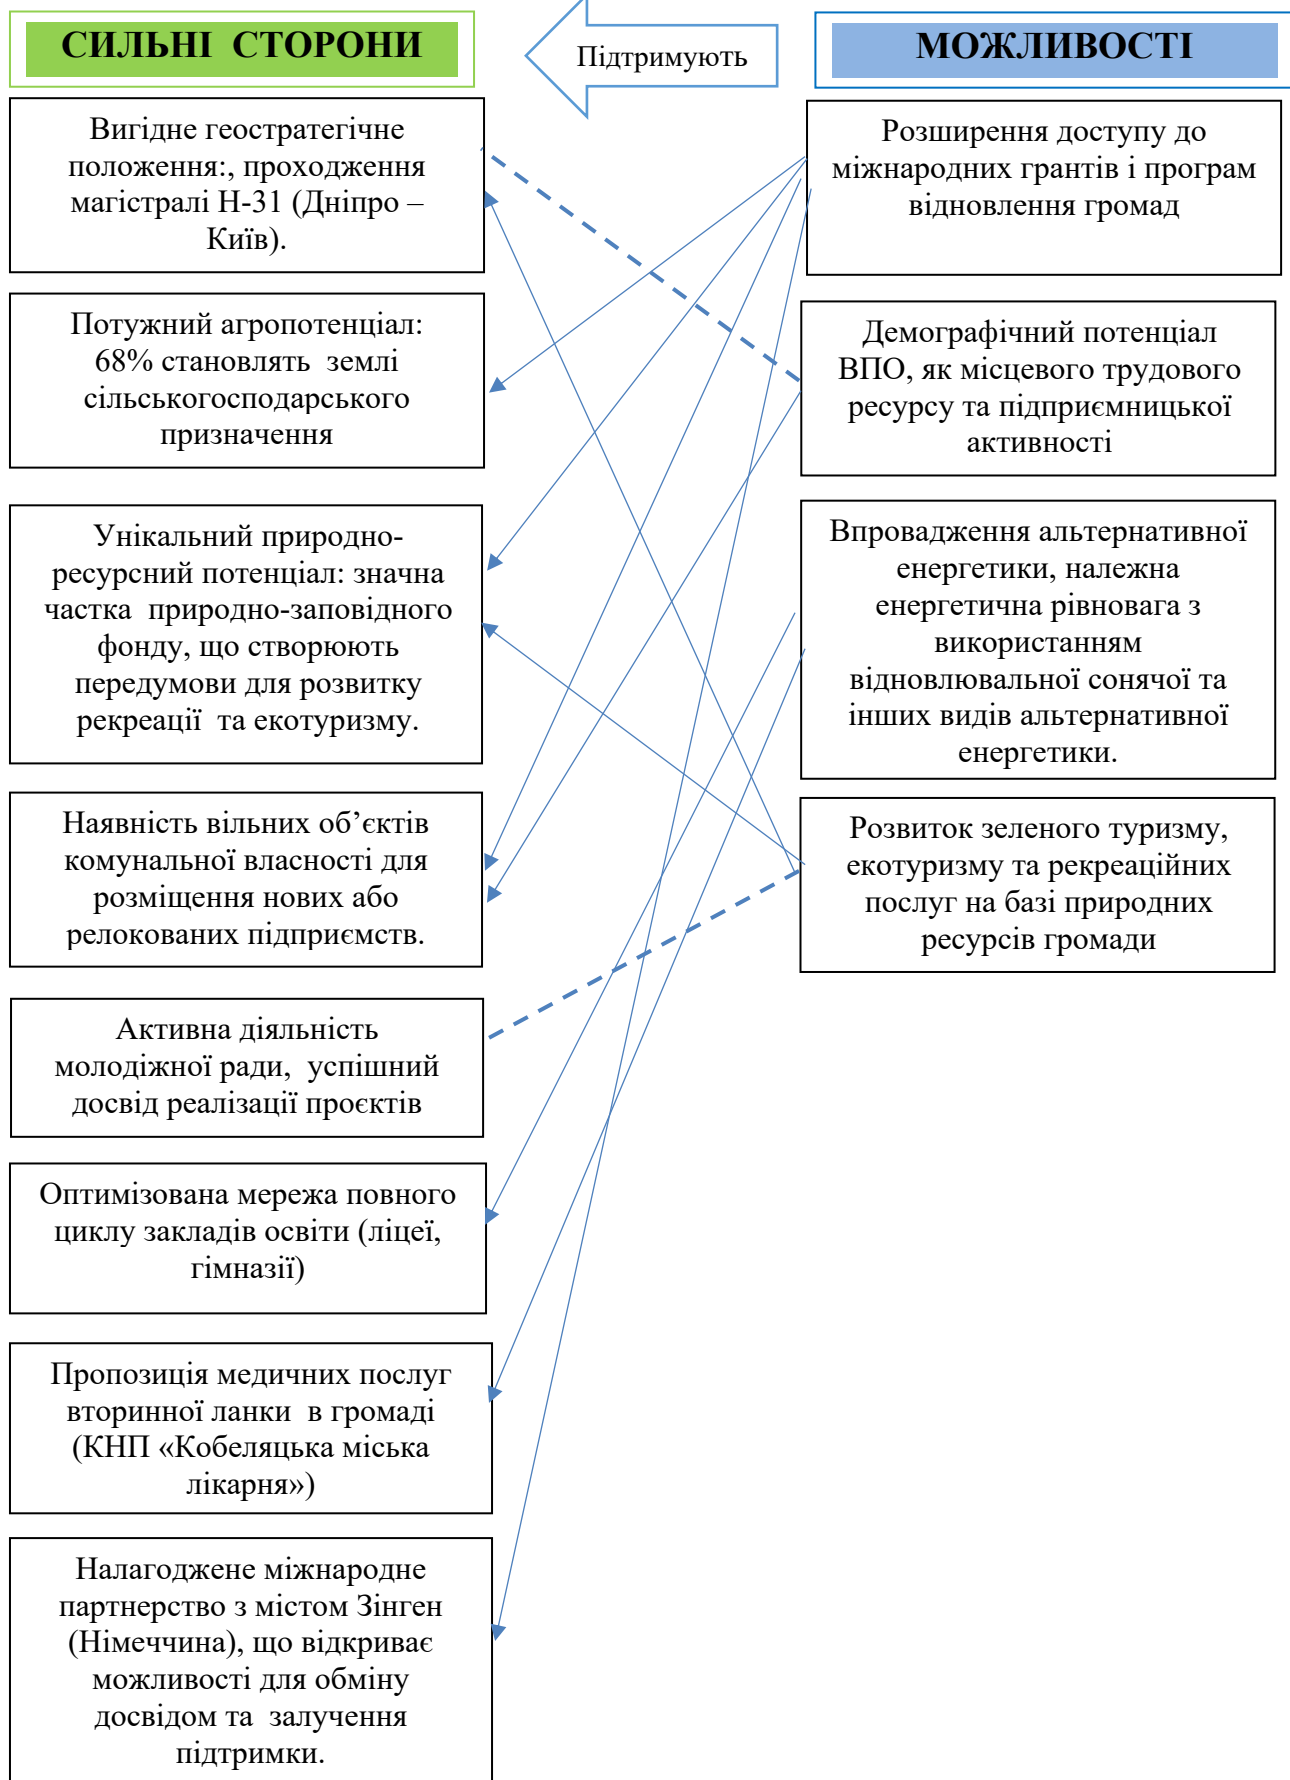 СИЛЬНІ СТОРОНИ
Підтримують
МОЖЛИВОСТІ
Вигідне геостратегічне
положення:, проходження
магістралі Н-31 (Дніпро –
Київ).
Потужний агропотенціал:
68% становлять землі
сільськогосподарського
призначення
Унікальний природно-
ресурсний потенціал: значна
частка природно-заповідного
фонду, що створюють
передумови для розвитку
рекреації та екотуризму.
Наявність вільних об’єктів
комунальної власності для
розміщення нових або
релокованих підприємств.
Активна діяльність
молодіжної ради, успішний
досвід реалізації проєктів
Оптимізована мережа повного
циклу закладів освіти (ліцеї,
гімназії)
Пропозиція медичних послуг
вторинної ланки в громаді
(КНП «Кобеляцька міська
лікарня»)
Налагоджене міжнародне
партнерство з містом Зінген
(Німеччина), що відкриває
можливості для обміну
досвідом та залучення
підтримки.
Розширення доступу до
міжнародних грантів і програм
відновлення громад
Демографічний потенціал
ВПО, як місцевого трудового
ресурсу та підприємницької
активності
Впровадження альтернативної
енергетики, належна
енергетична рівновага з
використанням
відновлювальної сонячої та
інших видів альтернативної
енергетики.
Розвиток зеленого туризму,
екотуризму та рекреаційних
послуг на базі природних
ресурсів громади